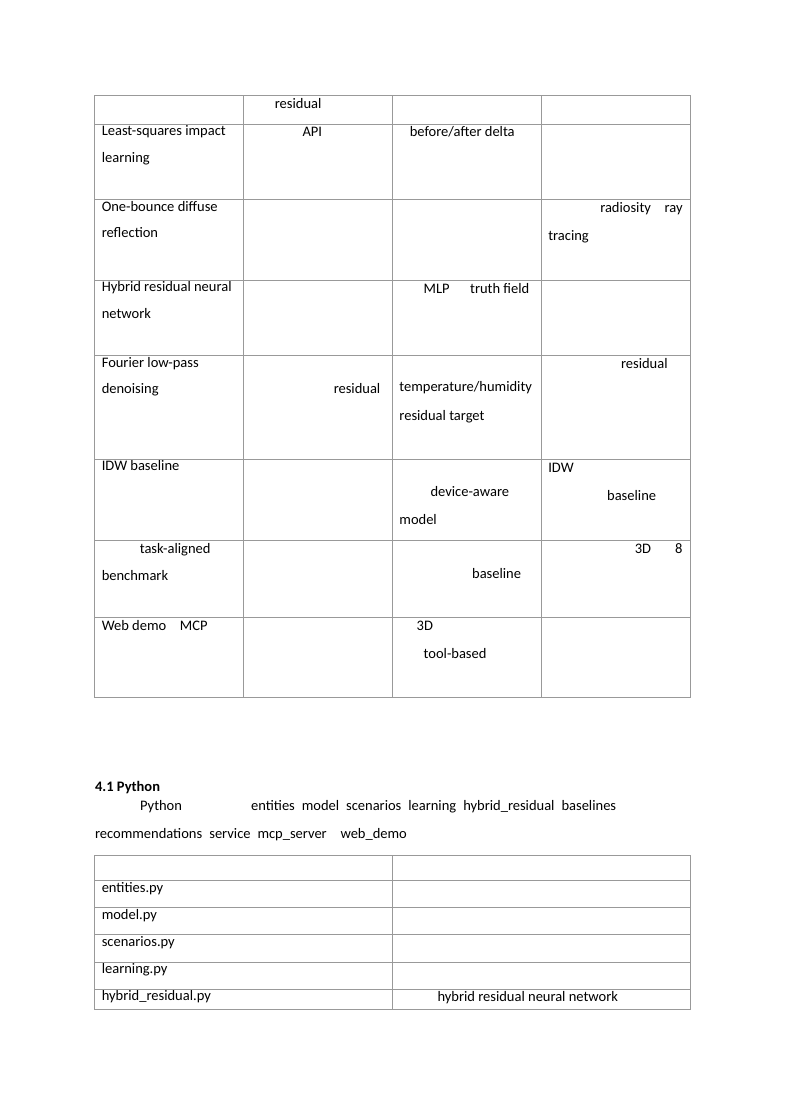 residual
Least-squares impact
learning
API
before/after delta
One-bounce diffuse
reflection
radiosity ray
tracing
Hybrid residual neural
network
MLP truth field
Fourier low-pass
denoising
residual
temperature/humidity
residual target
residual
IDW baseline
device-aware
model
IDW
baseline
task-aligned
benchmark
baseline
3D 8
Web demo MCP
3D
tool-based
4.1 Python
Python entities model scenarios learning hybrid_residual baselines
recommendations service mcp_server web_demo
entities.py
model.py
scenarios.py
learning.py
hybrid_residual.py
hybrid residual neural network